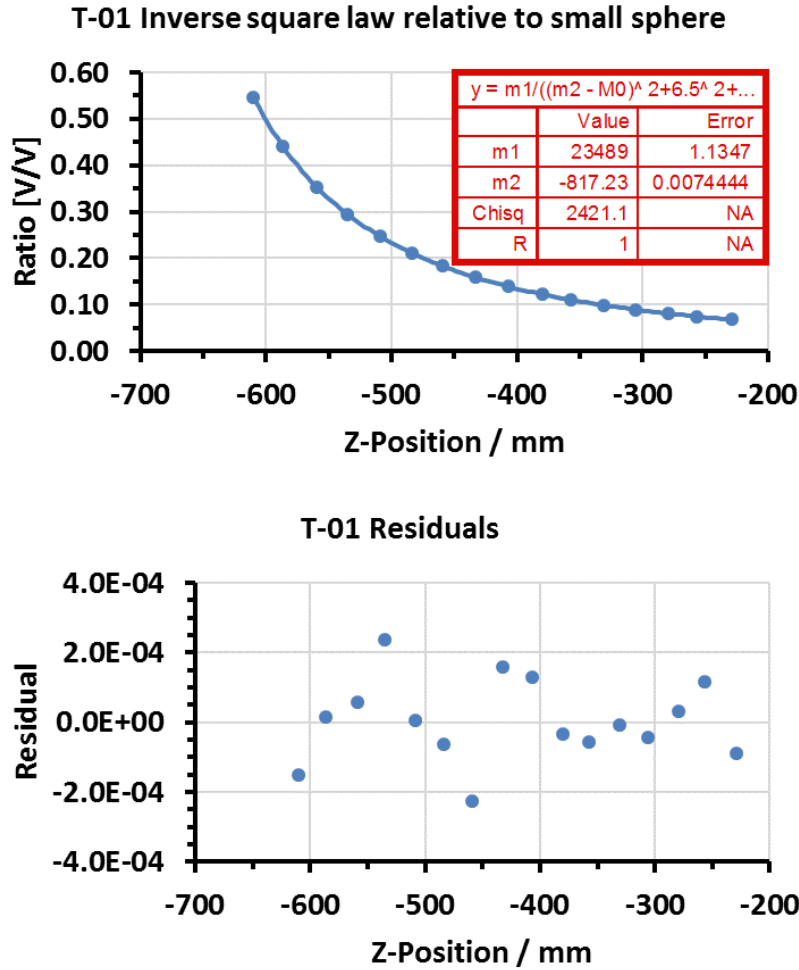 T-01 Inverse square law relative to small sphere
0.60
0.50
0.40
0.30
0.20
0.10
0.00
Ratio [V/V]
y = m1/((m2 - M0)^ 2+6.5^ 2+...
Value Error
m1 23489 1.1347
m2 -817.23 0.0074444
Chisq 2421.1 NA
R 1 NA
-700 -600 -500 -400 -300 -200
Z-Position / mm
T-01 Residuals
4.0E-04
2.0E-04
0.0E+00
-2.0E-04
-4.0E-04
Residual
-700 -600 -500 -400 -300 -200
Z-Position / mm